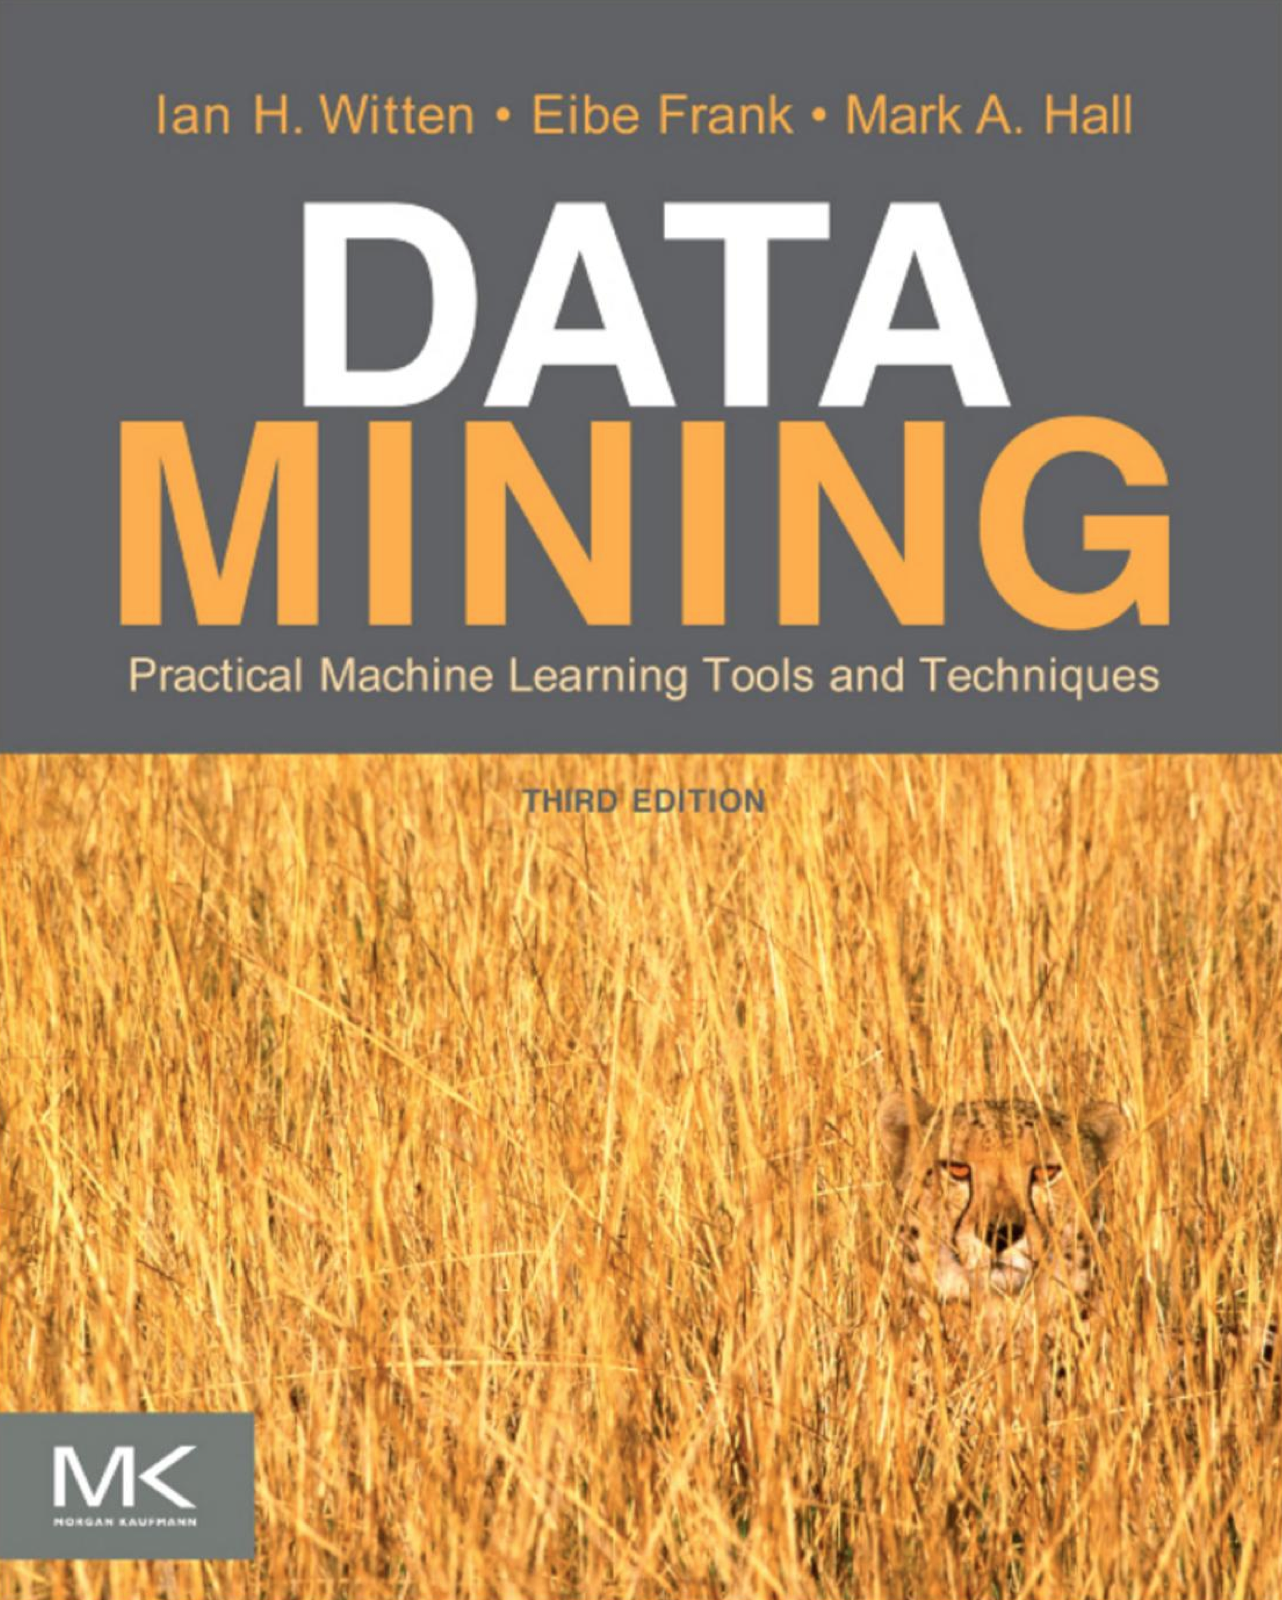 Ian H. Witten • Eibe Frank • Mark A. Hall
DATA
MINING
Practical Machine Learning Tools and Techniques
THIRD EDITION
MK
MORGAN KAUFMANN